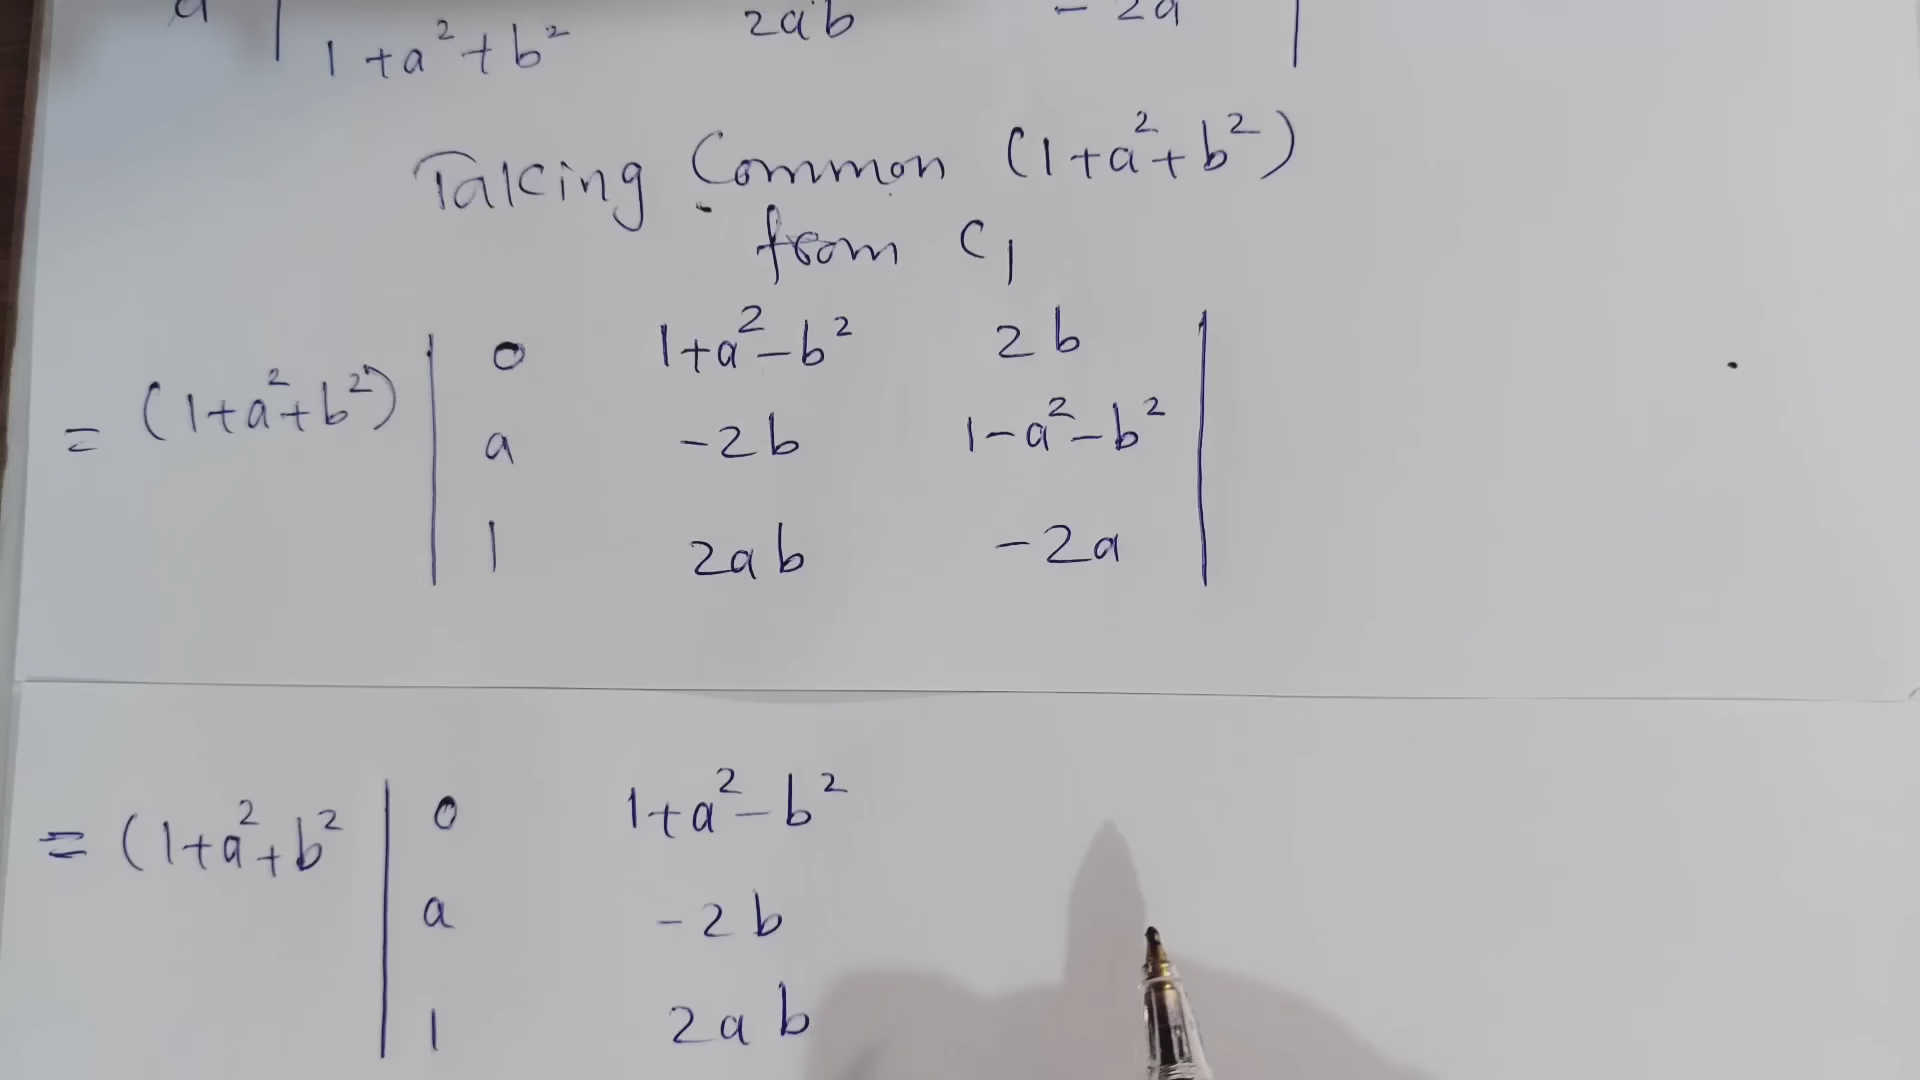 a | 1+a²+b² 2ab -2a |
Taking Common (1+a²+b²)
from C₁
= (1+a²+b²) | 0 1+a²-b² 2b |
| a -2b 1-a²-b² |
| 1 2ab -2a |
= (1+a²+b² | 0 1+a²-b²
| a -2b
| 1 2ab